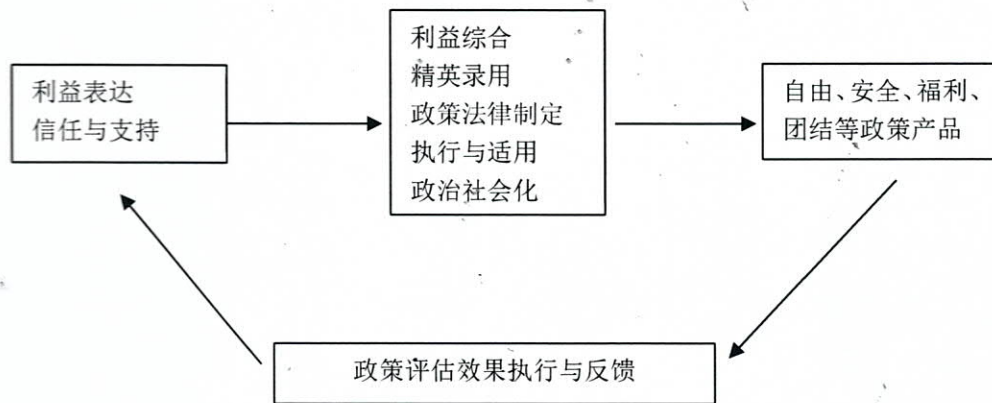 利益表达
信任与支持
利益综合
精英录用
政策法律制定
执行与适用
政治社会化
自由、安全、福利、
团结等政策产品
政策评估效果执行与反馈